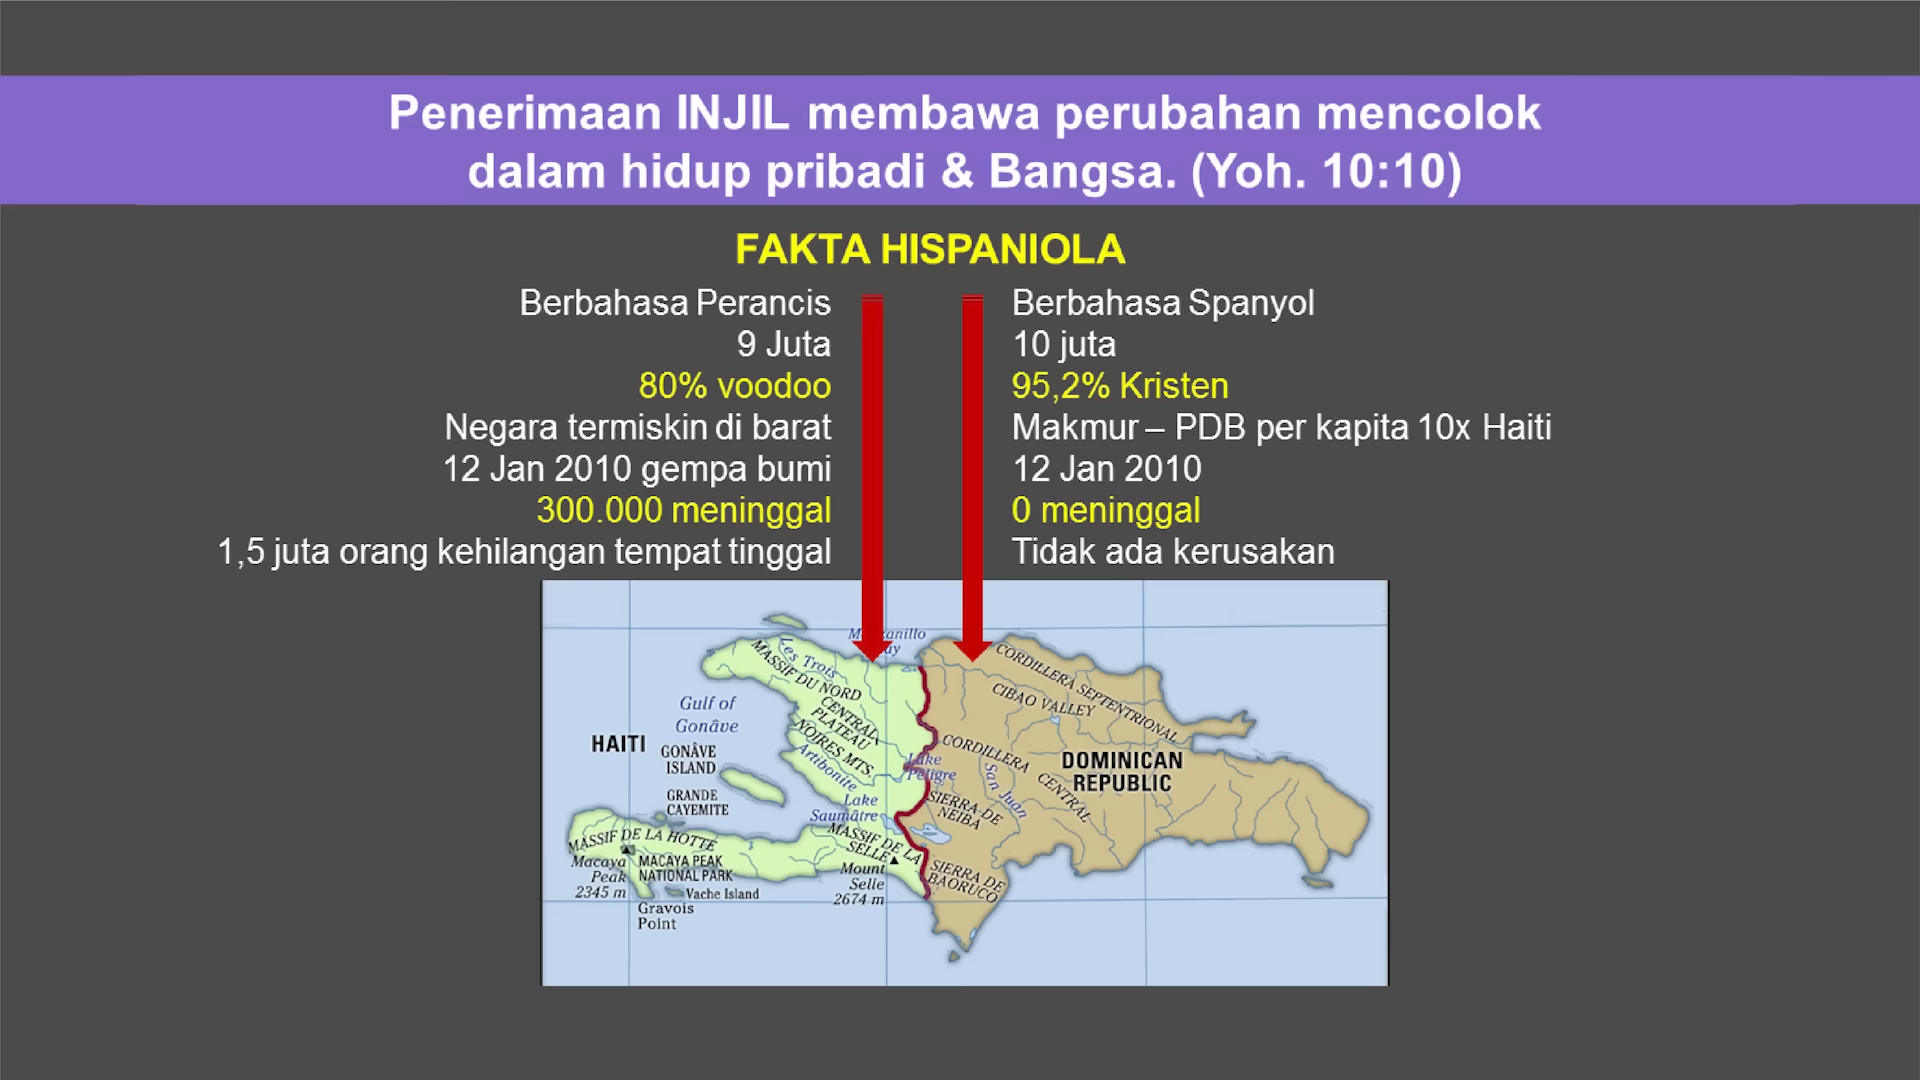 Penerimaan INJIL membawa perubahan mencolok
dalam hidup pribadi & Bangsa. (Yoh. 10:10)
FAKTA HISPANIOLA
Berbahasa Perancis
9 Juta
80% voodoo
Negara termiskin di barat
12 Jan 2010 gempa bumi
300.000 meninggal
1,5 juta orang kehilangan tempat tinggal
Berbahasa Spanyol
10 juta
95,2% Kristen
Makmur – PDB per kapita 10x Haiti
12 Jan 2010
0 meninggal
Tidak ada kerusakan
Les Trois
MASSIF DU NORD
CENTRAL
PLATEAU
NOIRES MTS.
Artibonite
Gulf of
Gonâve
HAITI
GONÂVE
ISLAND
GRANDE
CAYEMITE
Lake
Peligre
Lake
Saumâtre
MASSIF DE LA HOTTE
MASSIF DE LA
SELLE
Macaya
Peak
2345 m
MACAYA PEAK
NATIONAL PARK
Vache Island
Gravois
Point
Mount
Selle
2674 m
CORDILLERA SEPTENTRIONAL
CIBAO VALLEY
CORDILLERA
CENTRAL
San Juan
DOMINICAN
REPUBLIC
SIERRA DE
NEIBA
SIERRA DE
BAORUCO